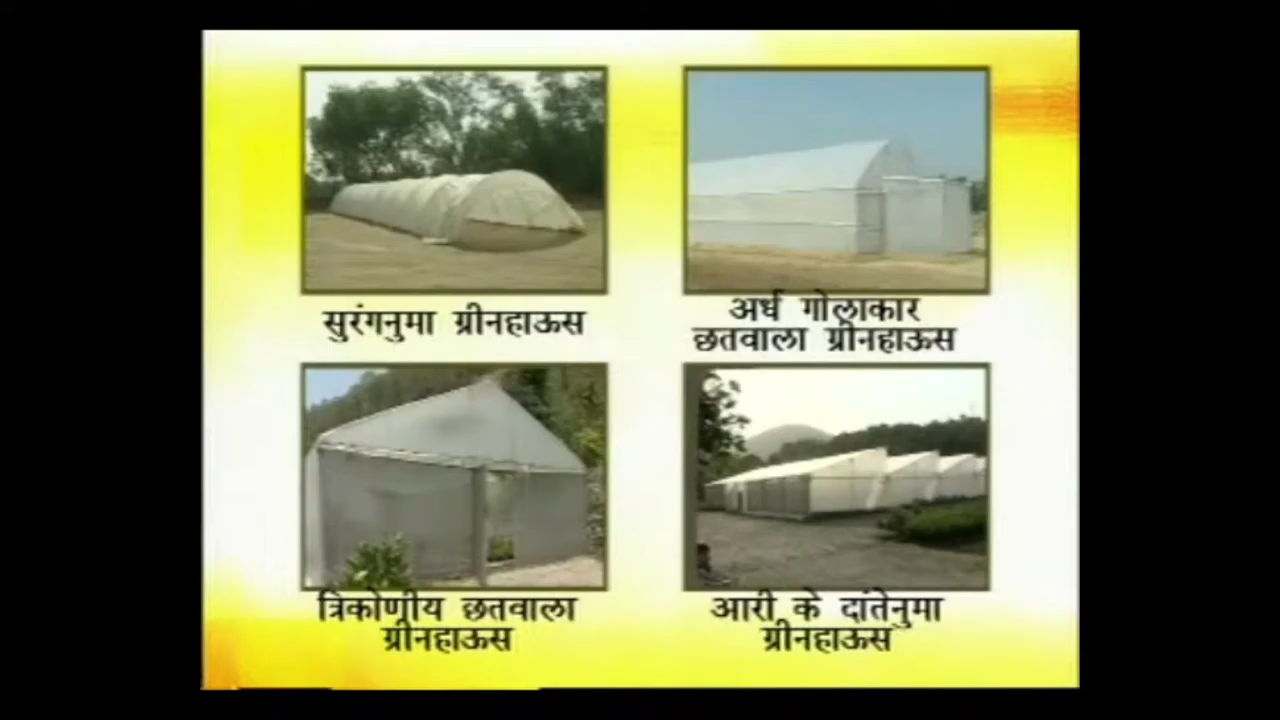 सुरंगनुमा ग्रीनहाऊस
अर्ध गोलाकार
छतवाला ग्रीनहाऊस
त्रिकोणीय छतवाला
ग्रीनहाऊस
आरी के दांतेनुमा
ग्रीनहाऊस